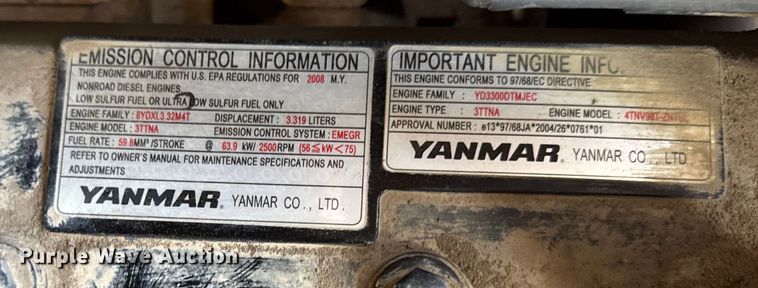 EMISSION CONTROL INFORMATION
THIS ENGINE COMPLIES WITH U.S. EPA REGULATIONS FOR 2008 M.Y.
NONROAD DIESEL ENGINES.
LOW SULFUR FUEL OR ULTRA LOW SULFUR FUEL ONLY
ENGINE FAMILY : 8YDXL3.32M4T DISPLACEMENT : 3.319 LITERS
ENGINE MODEL : 3TTNA EMISSION CONTROL SYSTEM : EMEGR
FUEL RATE : 59.8MM³/STROKE @ 63.9 kW/ 2500RPM (56≦kW<75)
REFER TO OWNER'S MANUAL FOR MAINTENANCE SPECIFICATIONS AND
ADJUSTMENTS
YANMAR YANMAR CO., LTD.
IMPORTANT ENGINE
THIS ENGINE CONFORMS TO 97/68/EC DIRECTIVE
ENGINE FAMILY : YD3300DTMJEC
ENGINE TYPE : 3TTNA ENGINE MODEL :
APPROVAL NUMBER : e13*97/68JA*2004/26*0761*01
YANMAR YANMAR CO., LTD
Purple Wave Auction